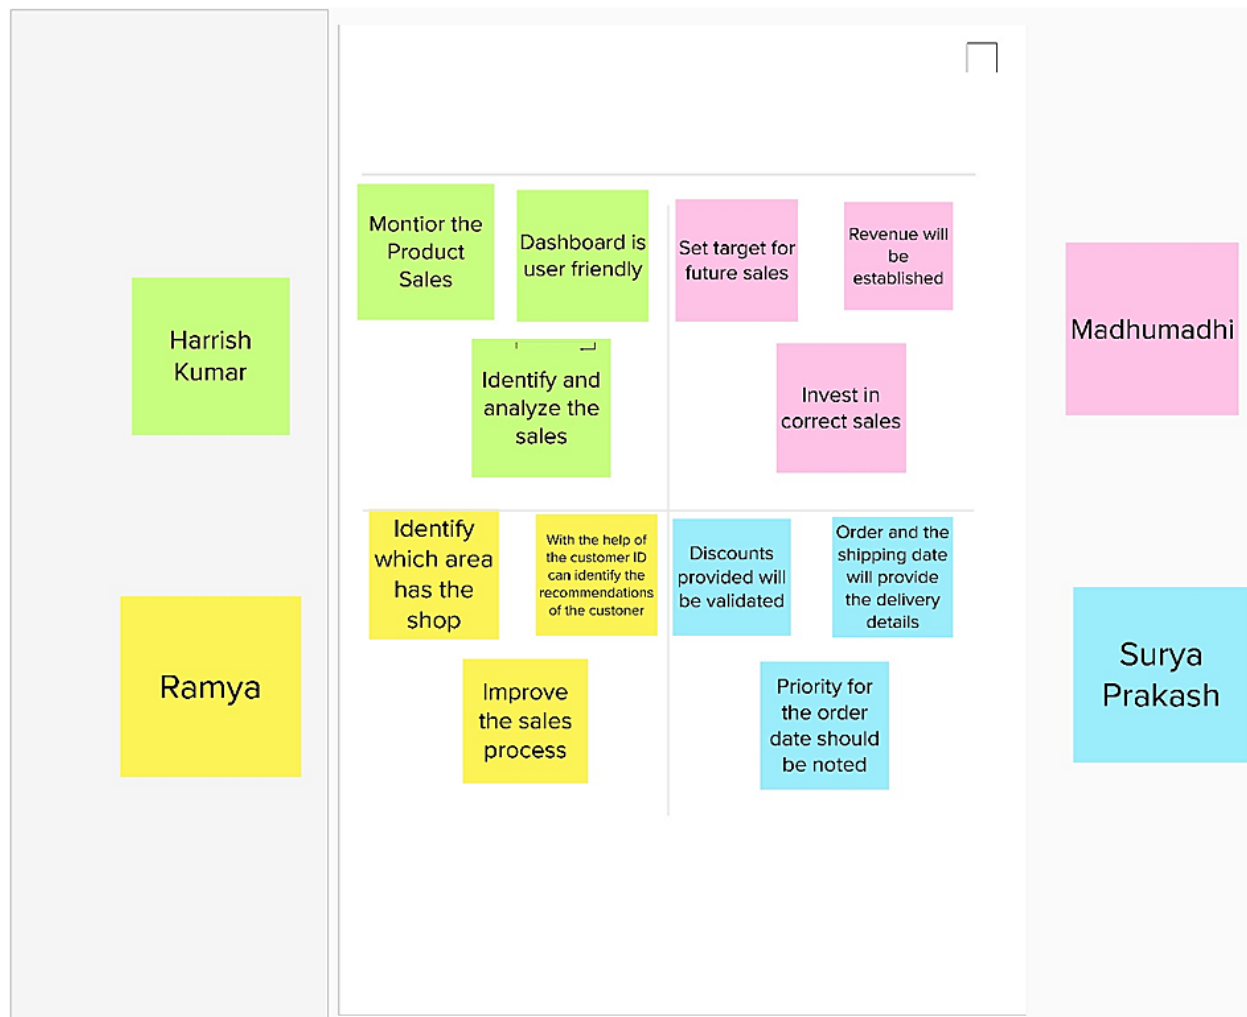 Harrish
Kumar
Montior the
Product
Sales
Dashboard is
user friendly
Identify and
analyze the
sales
Set target for
future sales
Revenue will
be
established
Invest in
correct sales
Madhumadhi
Ramya
Identify
which area
has the
shop
With the help of
the customer ID
can identify the
recommendations
of the customer
Improve
the sales
process
Discounts
provided will
be validated
Order and the
shipping date
will provide
the delivery
details
Priority for
the order
date should
be noted
Surya
Prakash